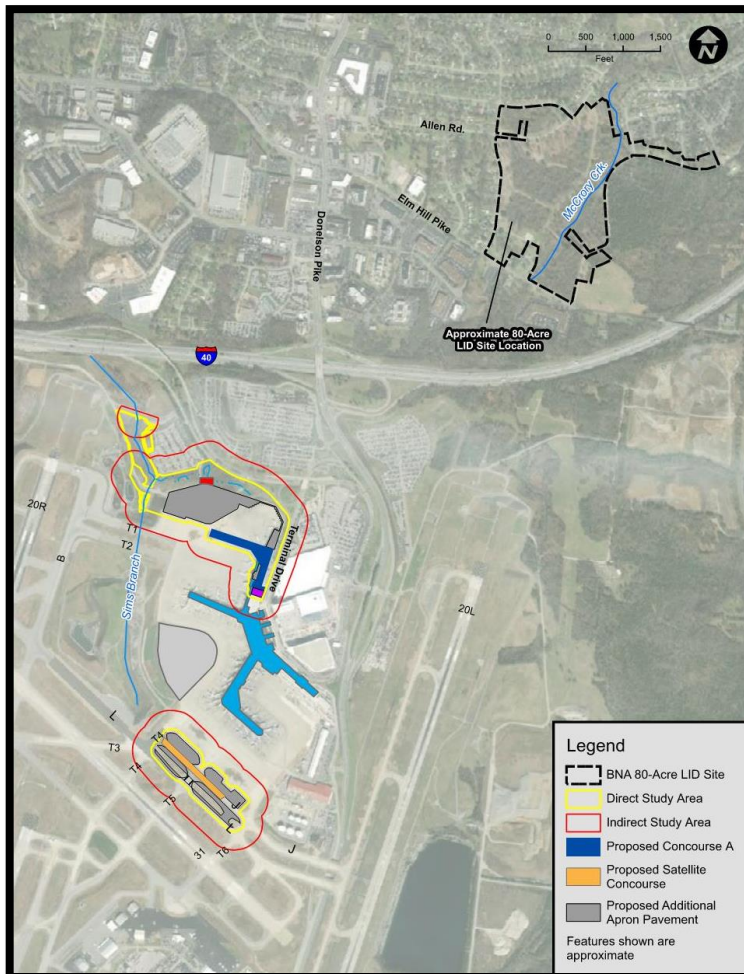 0 500 1,000 1,500
Feet
N
Allen Rd.
McCrory Crk.
Elm Hill Pike
Donelson Pike
Approximate 80-Acre
LID Site Location
40
20R
B
T1
T2
Sims Branch
Terminal Drive
20L
L
T3
T4
T4
T5
31
T6
L
J
Legend
BNA 80-Acre LID Site
Direct Study Area
Indirect Study Area
Proposed Concourse A
Proposed Satellite
Concourse
Proposed Additional
Apron Pavement
Features shown are
approximate